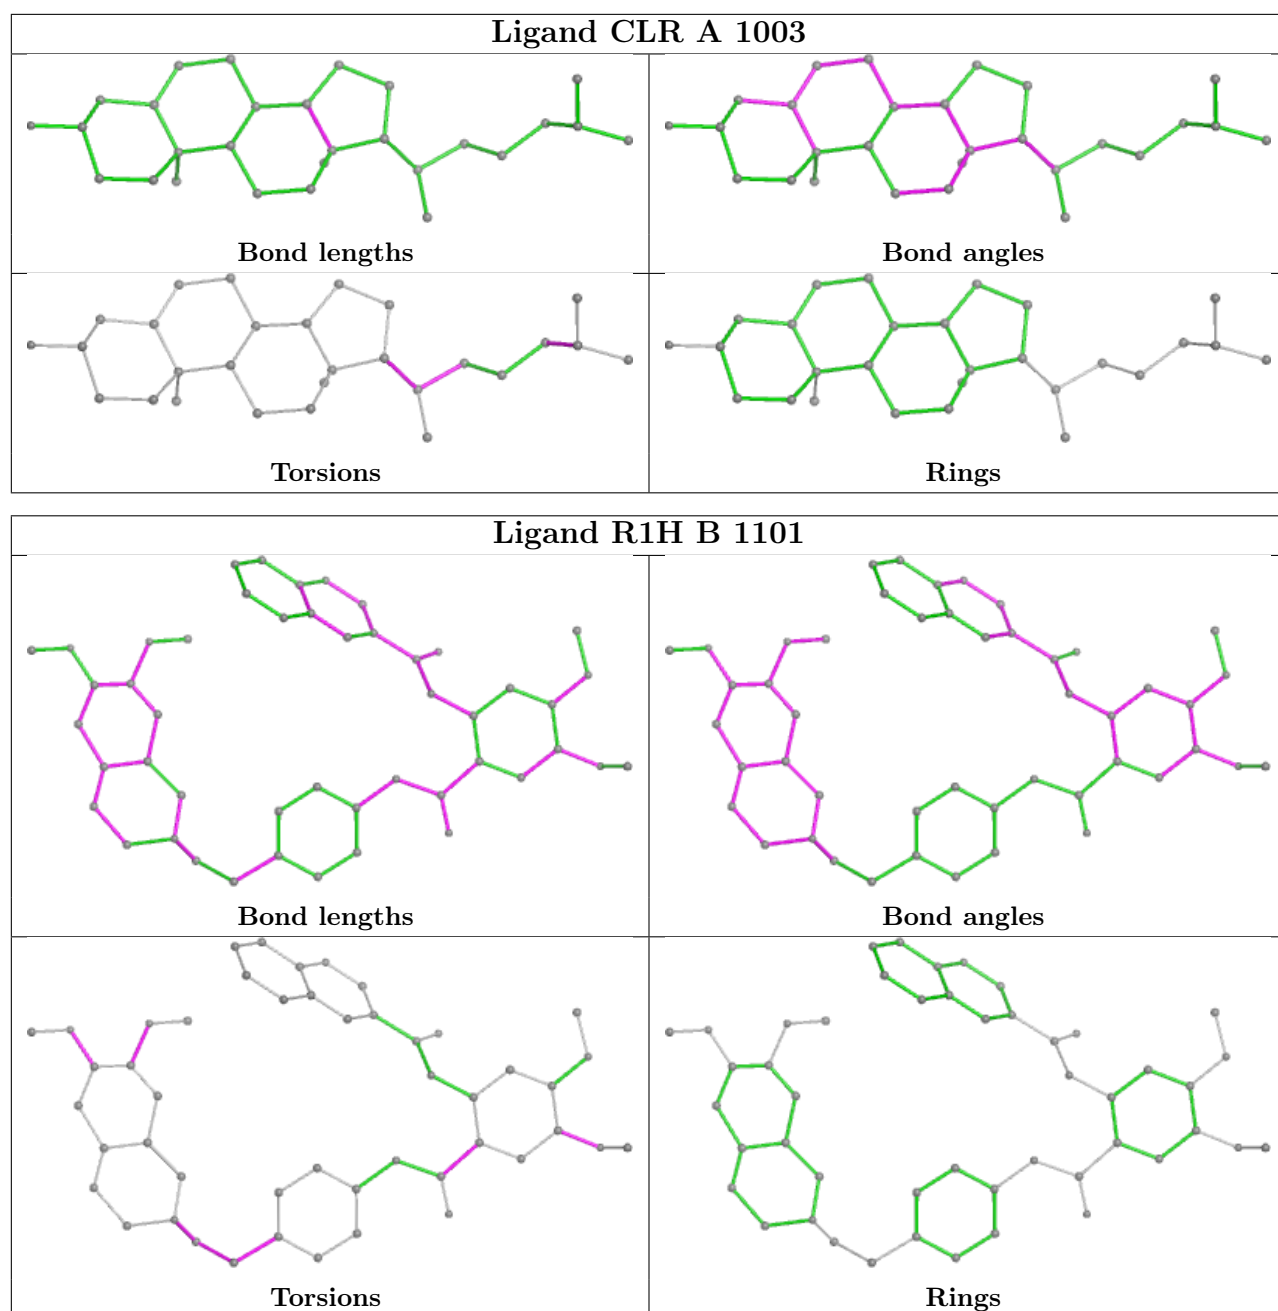 Ligand CLR A 1003
Bond lengths
Bond angles
Torsions
Rings
Ligand R1H B 1101
Bond lengths
Bond angles
Torsions
Rings